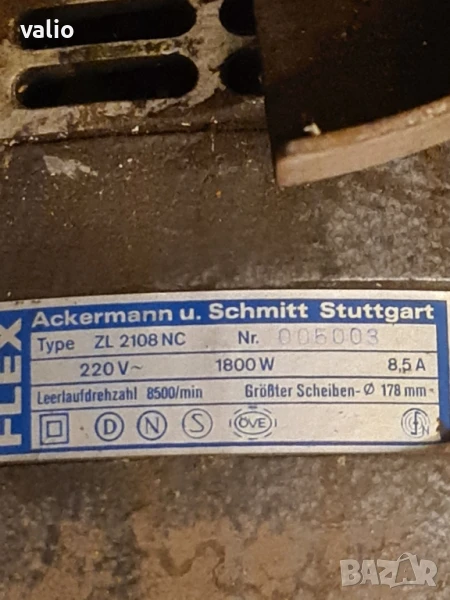 valio
FLEX
Ackermann u. Schmitt Stuttgart
Type ZL 2108 NC Nr. 005003
220 V~ 1800 W 8,5 A
Leerlaufdrehzahl 8500/min Größter Scheiben-Ø 178 mm
D N S ÖVE
BAZAR